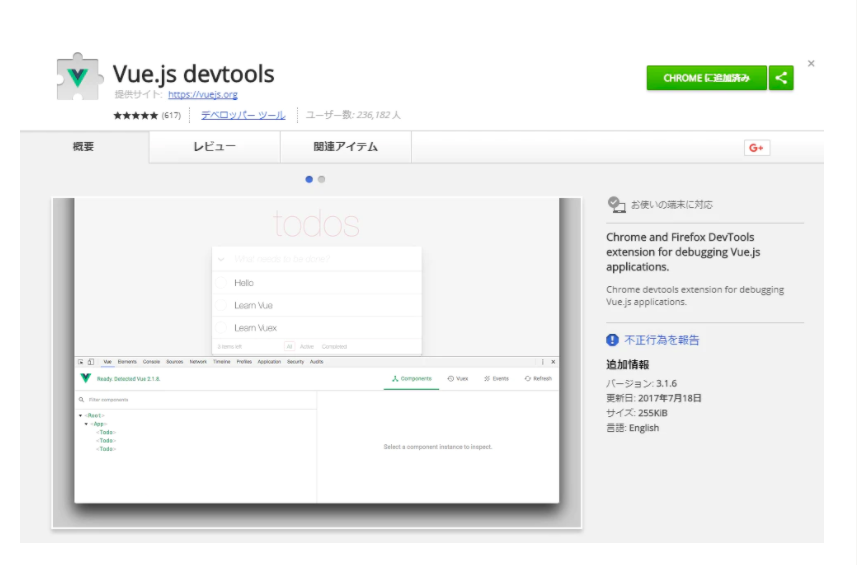 Vue.js devtools
提供サイト: https://vuejs.org
★★★★★ (617) デベロッパー ツール ユーザー数: 236,182 人
CHROME に追加済み
概要 レビュー 関連アイテム G+
todos
What needs to be done?
Hello
Learn Vue
Learn Vuex
3 items left All Active Completed
Vue Elements Console Sources Network Timeline Profiles Application Security Audits
Ready. Detected Vue 2.1.8.
Components Vuex Events Refresh
Filter components
<Root>
<App>
<Todo>
<Todo>
<Todo>
Select a component instance to inspect.
お使いの端末に対応
Chrome and Firefox DevTools
extension for debugging Vue.js
applications.
Chrome devtools extension for debugging
Vue.js applications.
不正行為を報告
追加情報
バージョン: 3.1.6
更新日: 2017年7月18日
サイズ: 255KiB
言語: English